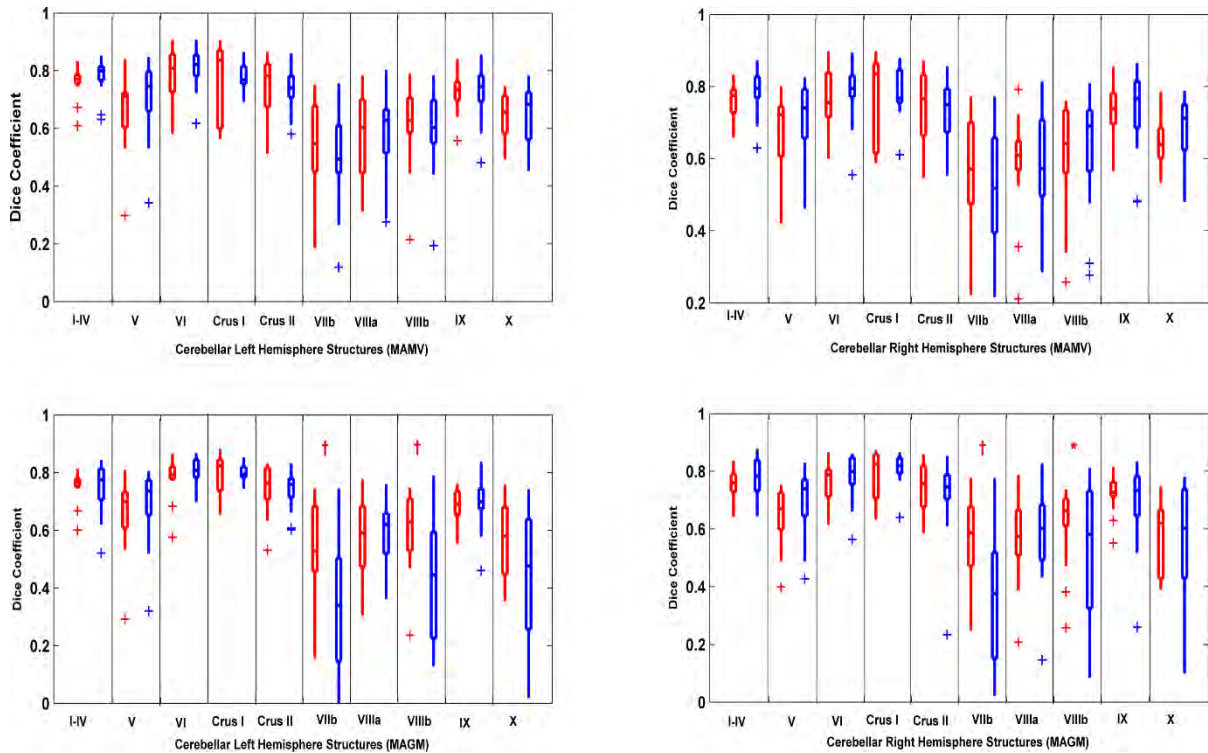 Dice Coefficient
1
0.8
0.6
0.4
0.2
0
I-IV V VI Crus I Crus II VIIb VIIIa VIIIb IX X
Cerebellar Left Hemisphere Structures (MAMV)
Dice Coefficient
1
0.8
0.6
0.4
0.2
I-IV V VI Crus I Crus II VIIb VIIIa VIIIb IX X
Cerebellar Right Hemisphere Structures (MAMV)
Dice Coefficient
1
0.8
0.6
0.4
0.2
0
† †
I-IV V VI Crus I Crus II VIIb VIIIa VIIIb IX X
Cerebellar Left Hemisphere Structures (MAGM)
Dice Coefficient
1
0.8
0.6
0.4
0.2
0
† *
I-IV V VI Crus I Crus II VIIb VIIIa VIIIb IX X
Cerebellar Right Hemisphere Structures (MAGM)